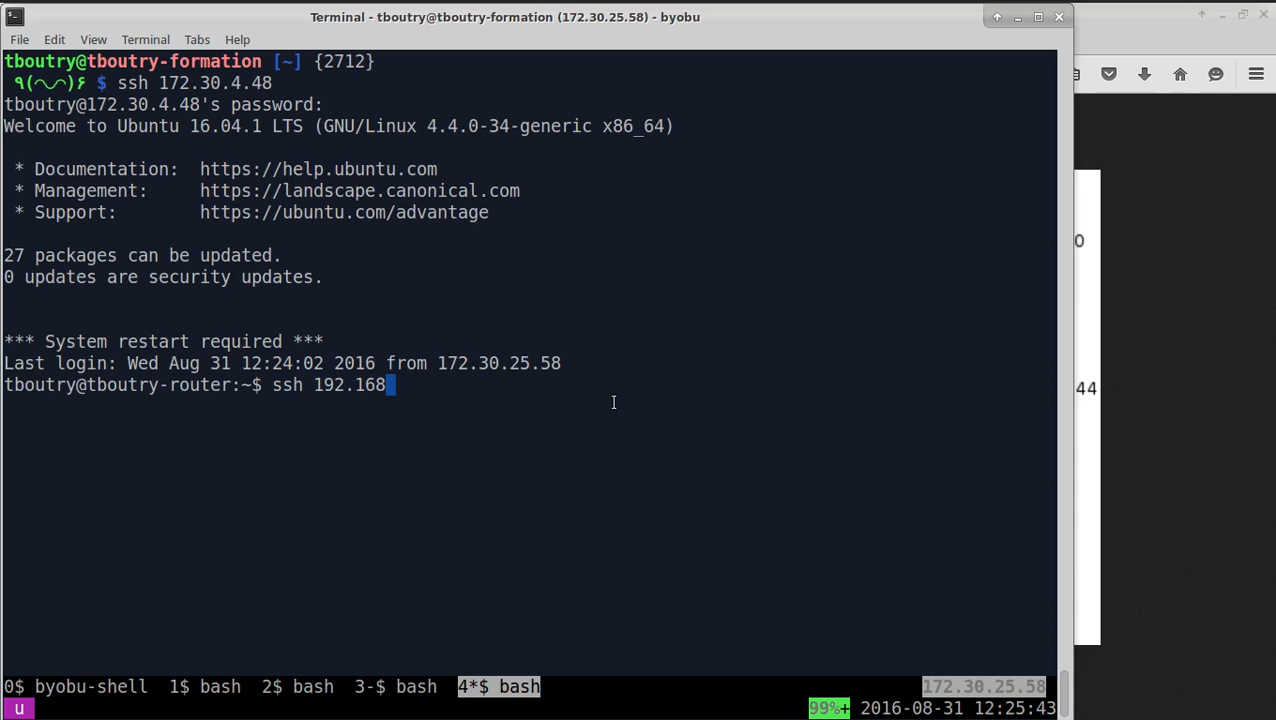 Terminal - tboutry@tboutry-formation (172.30.25.58) - byobu
File Edit View Terminal Tabs Help
tboutry@tboutry-formation [~] {2712}
$ ssh 172.30.4.48
tboutry@172.30.4.48's password:
Welcome to Ubuntu 16.04.1 LTS (GNU/Linux 4.4.0-34-generic x86_64)
* Documentation: https://help.ubuntu.com
* Management: https://landscape.canonical.com
* Support: https://ubuntu.com/advantage
27 packages can be updated.
0 updates are security updates.
*** System restart required ***
Last login: Wed Aug 31 12:24:02 2016 from 172.30.25.58
tboutry@tboutry-router:~$ ssh 192.168
0
44
0$ byobu-shell 1$ bash 2$ bash 3-$ bash 4*$ bash 172.30.25.58
u 99%+ 2016-08-31 12:25:43